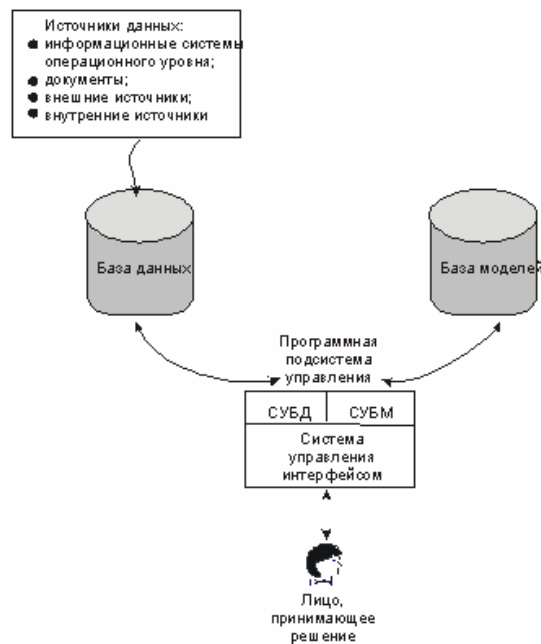 Источники данных:
информационные системы
операционного уровня;
документы;
внешние источники;
внутренние источники
База данных
База моделей
Программная
подсистема
управления
СУБД
СУБМ
Система
управления
интерфейсом
Лицо,
принимающее
решение